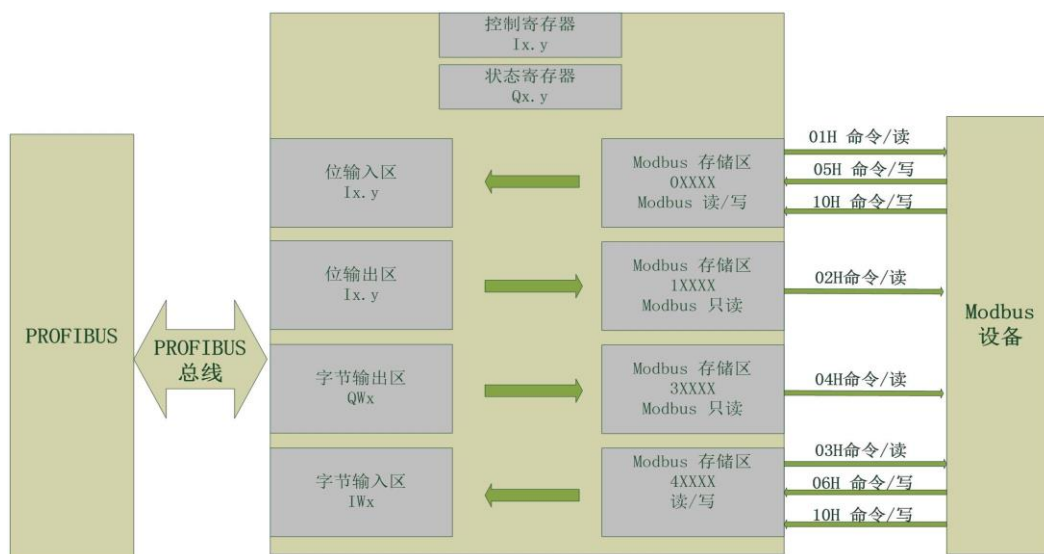 控制寄存器
Ix.y
状态寄存器
Qx.y
PROFIBUS
PROFIBUS
总线
位输入区
Ix.y
Modbus 存储区
0XXXX
Modbus 读/写
01H 命令/读
05H 命令/写
10H 命令/写
位输出区
Ix.y
Modbus 存储区
1XXXX
Modbus 只读
02H命令/读
字节输出区
QWx
Modbus 存储区
3XXXX
Modbus 只读
04H命令/读
字节输入区
IWx
Modbus 存储区
4XXXX
读/写
03H命令/读
06H 命令/写
10H 命令/写
Modbus
设备